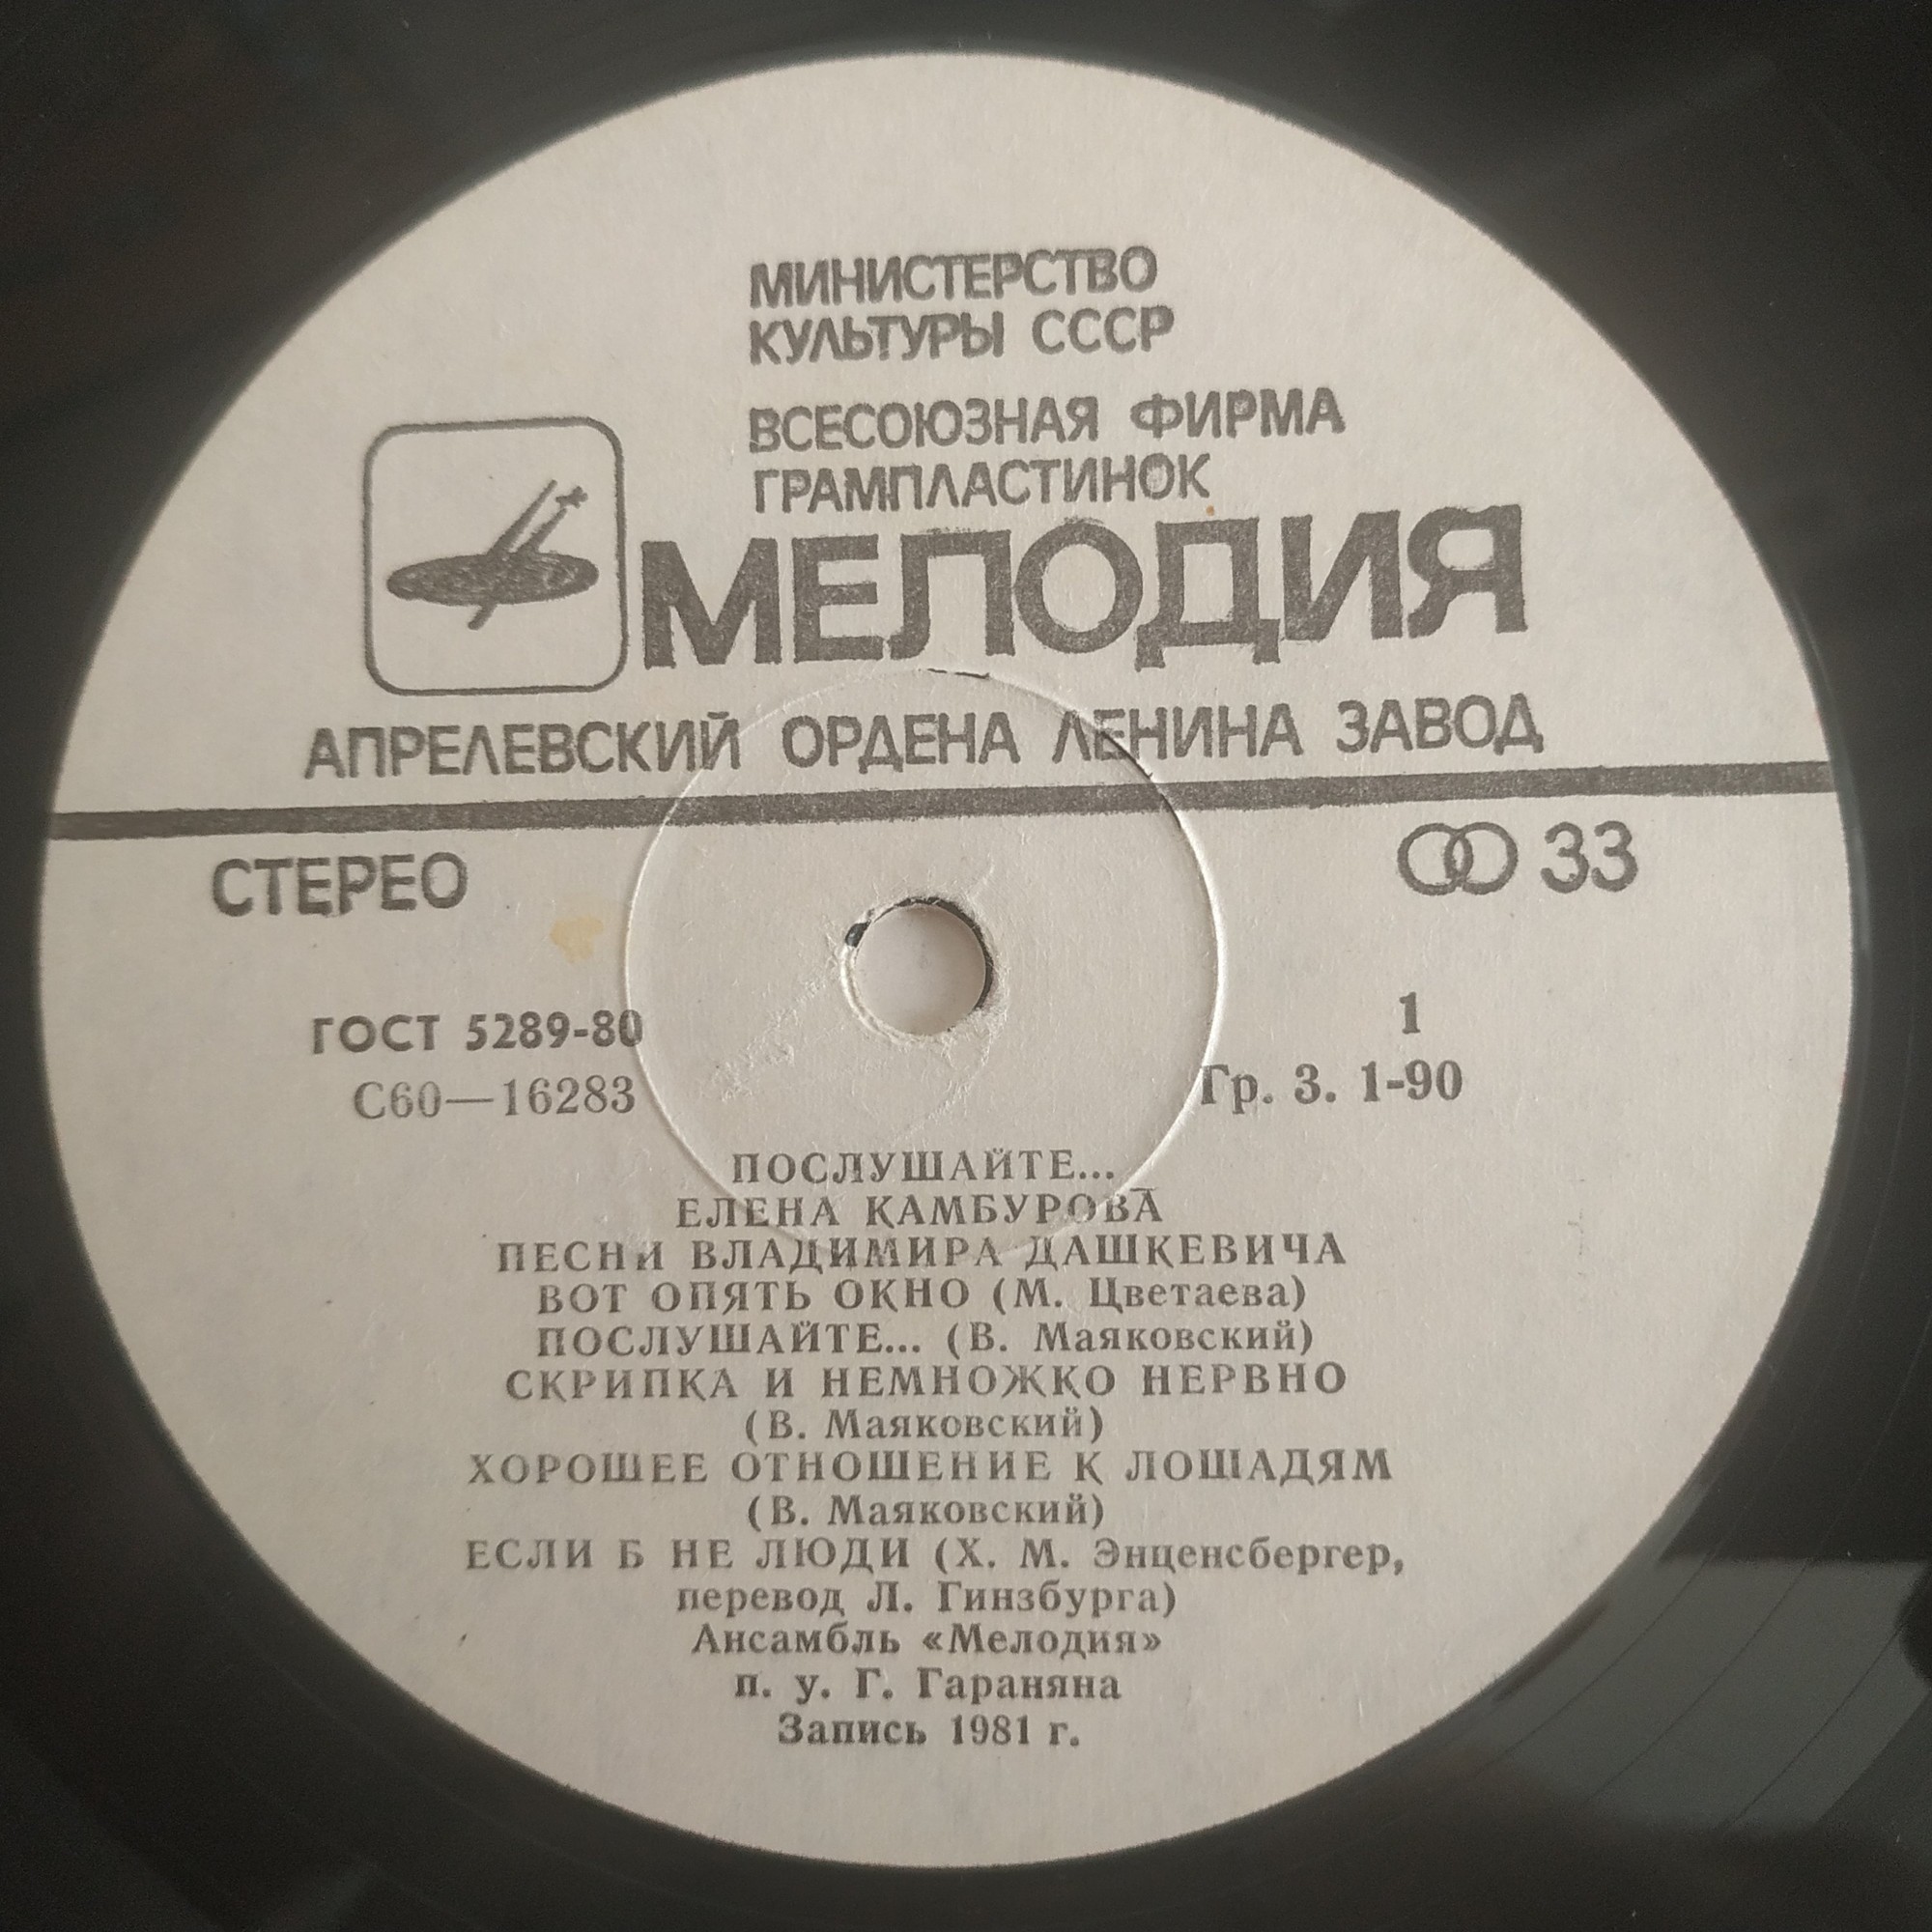 МИНИСТЕРСТВО
КУЛЬТУРЫ СССР
ВСЕСОЮЗНАЯ ФИРМА
ГРАМПЛАСТИНОК
МЕЛОДИЯ
АПРЕЛЕВСКИЙ ОРДЕНА ЛЕНИНА ЗАВОД
СТЕРЕО 33
ГОСТ 5289-80 1
С60—16283 Гр. 3. 1-90
ПОСЛУШАЙТЕ...
ЕЛЕНА КАМБУРОВА
ПЕСНИ ВЛАДИМИРА ДАШКЕВИЧА
ВОТ ОПЯТЬ ОКНО (М. Цветаева)
ПОСЛУШАЙТЕ... (В. Маяковский)
СКРИПКА И НЕМНОЖКО НЕРВНО
(В. Маяковский)
ХОРОШЕЕ ОТНОШЕНИЕ К ЛОШАДЯМ
(В. Маяковский)
ЕСЛИ Б НЕ ЛЮДИ (Х. М. Энценсбергер,
перевод Л. Гинзбурга)
Ансамбль «Мелодия»
п. у. Г. Гараняна
Запись 1981 г.